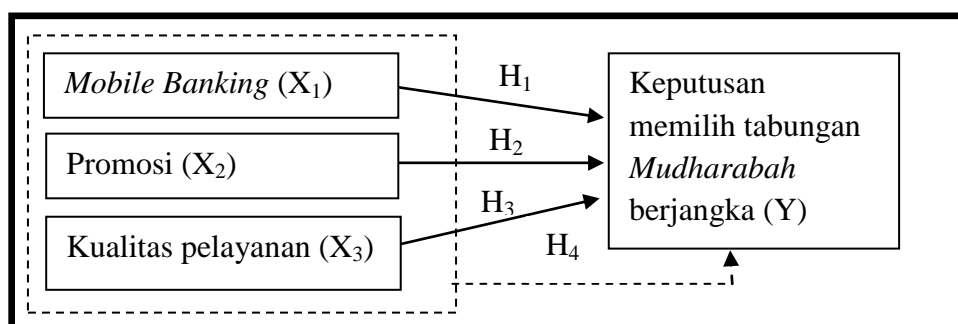 Mobile Banking (X₁)
Promosi (X₂)
Kualitas pelayanan (X₃)
H₁
H₂
H₃
H₄
Keputusan
memilih tabungan
Mudharabah
berjangka (Y)